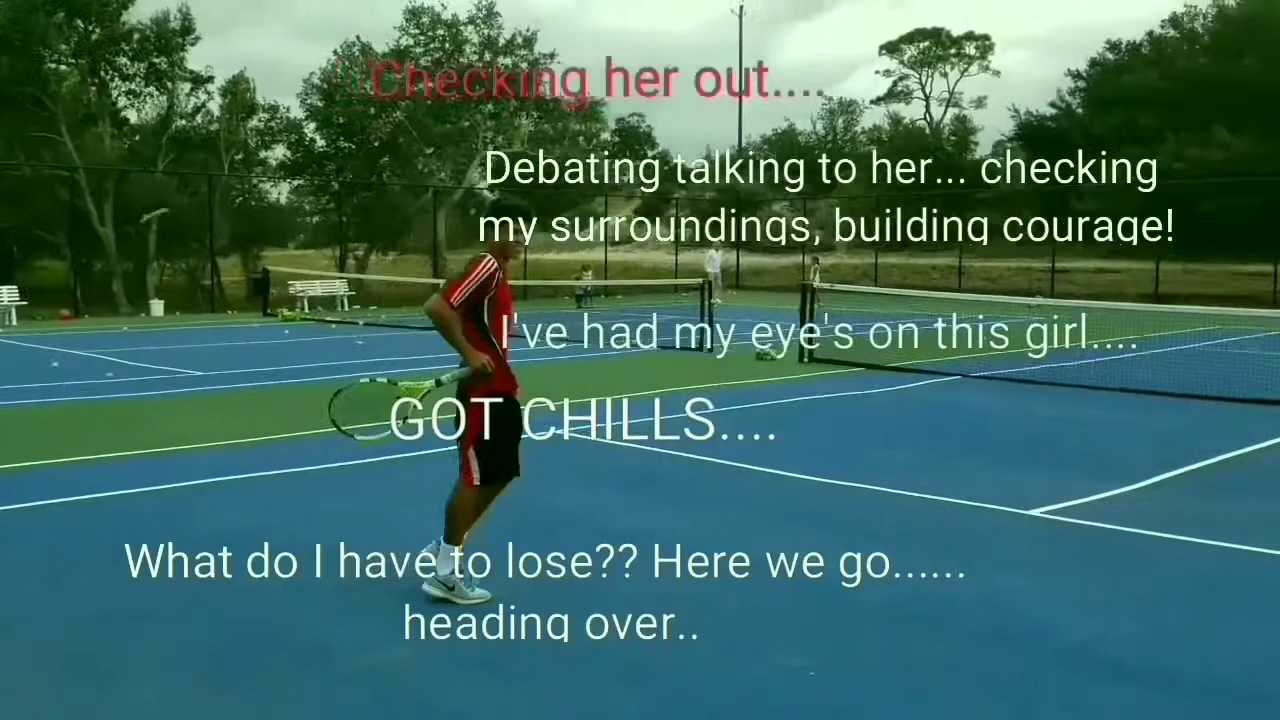 Checking her out....
Debating talking to her... checking
my surroundings, building courage!
I've had my eye's on this girl....
GOT CHILLS....
What do I have to lose?? Here we go......
heading over..